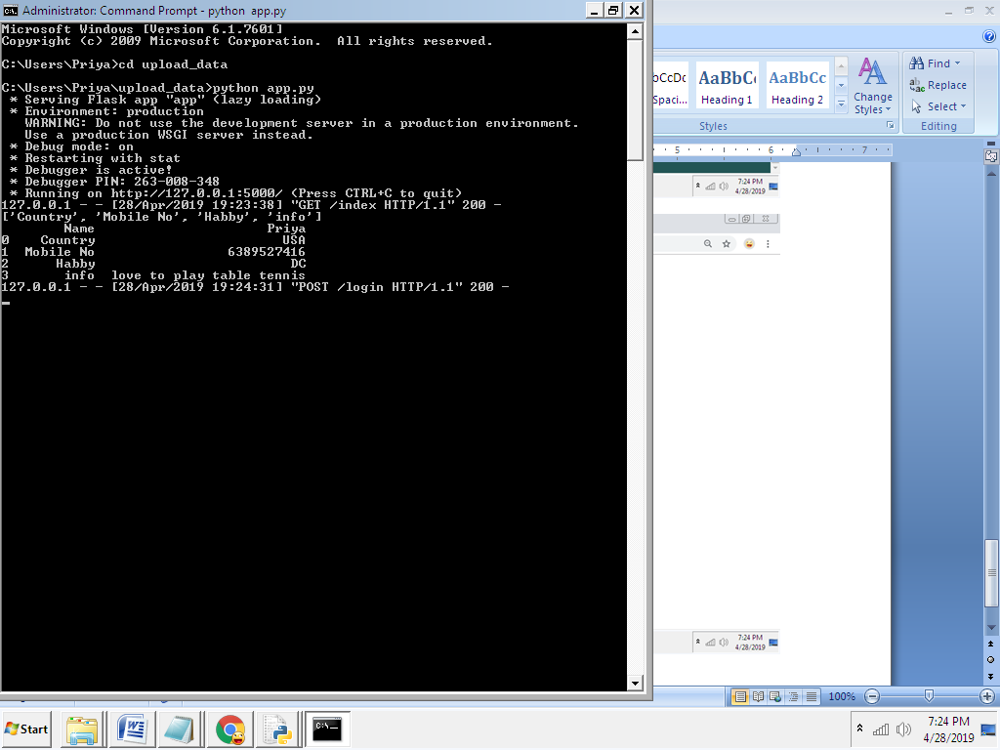 Administrator: Command Prompt - python  app.py
Microsoft Windows [Version 6.1.7601]
Copyright (c) 2009 Microsoft Corporation.  All rights reserved.
C:\Users\Priya>cd upload_data
C:\Users\Priya\upload_data>python app.py
 * Serving Flask app "app" (lazy loading)
 * Environment: production
   WARNING: Do not use the development server in a production environment.
   Use a production WSGI server instead.
 * Debug mode: on
 * Restarting with stat
 * Debugger is active!
 * Debugger PIN: 263-008-348
 * Running on http://127.0.0.1:5000/ (Press CTRL+C to quit)
127.0.0.1 - - [28/Apr/2019 19:23:38] "GET /index HTTP/1.1" 200 -
['Country', 'Mobile No', 'Habby', 'info']
        Name                      Priya
0    Country                        USA
1  Mobile No                 6389527416
2      Habby                         DC
3       info  love to play table tennis
127.0.0.1 - - [28/Apr/2019 19:24:31] "POST /login HTTP/1.1" 200 -
bCcDc AaBbC AaBbCc
Spaci... Heading 1 Heading 2
Change Styles
Styles
Find
Replace
Select
Editing
5 6 7
7:24 PM
4/28/2019
7:24 PM
4/28/2019
100%
Start
C:\_
7:24 PM
4/28/2019